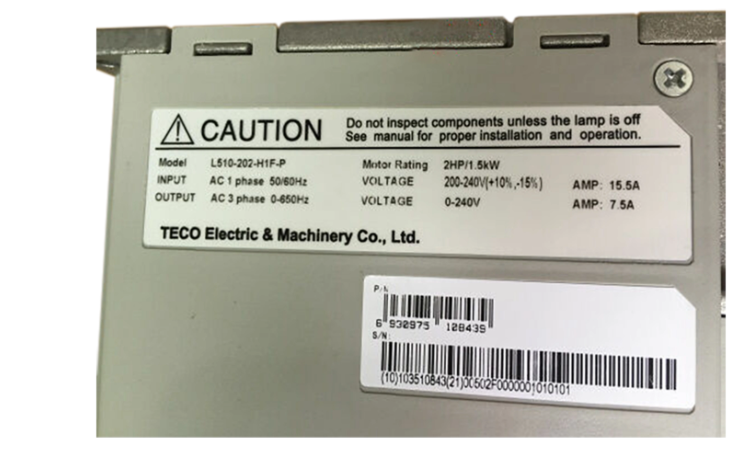 CAUTION Do not inspect components unless the lamp is off
See manual for proper installation and operation.
Model L510-202-H1F-P Motor Rating 2HP/1.5kW
INPUT AC 1 phase 50/60Hz VOLTAGE 200-240V(+10%,-15%) AMP: 15.5A
OUTPUT AC 3 phase 0-650Hz VOLTAGE 0-240V AMP: 7.5A
TECO Electric & Machinery Co., Ltd.
P/N
6 930975 108439
S/N:
(10)103510843(21)00502F0000001010101